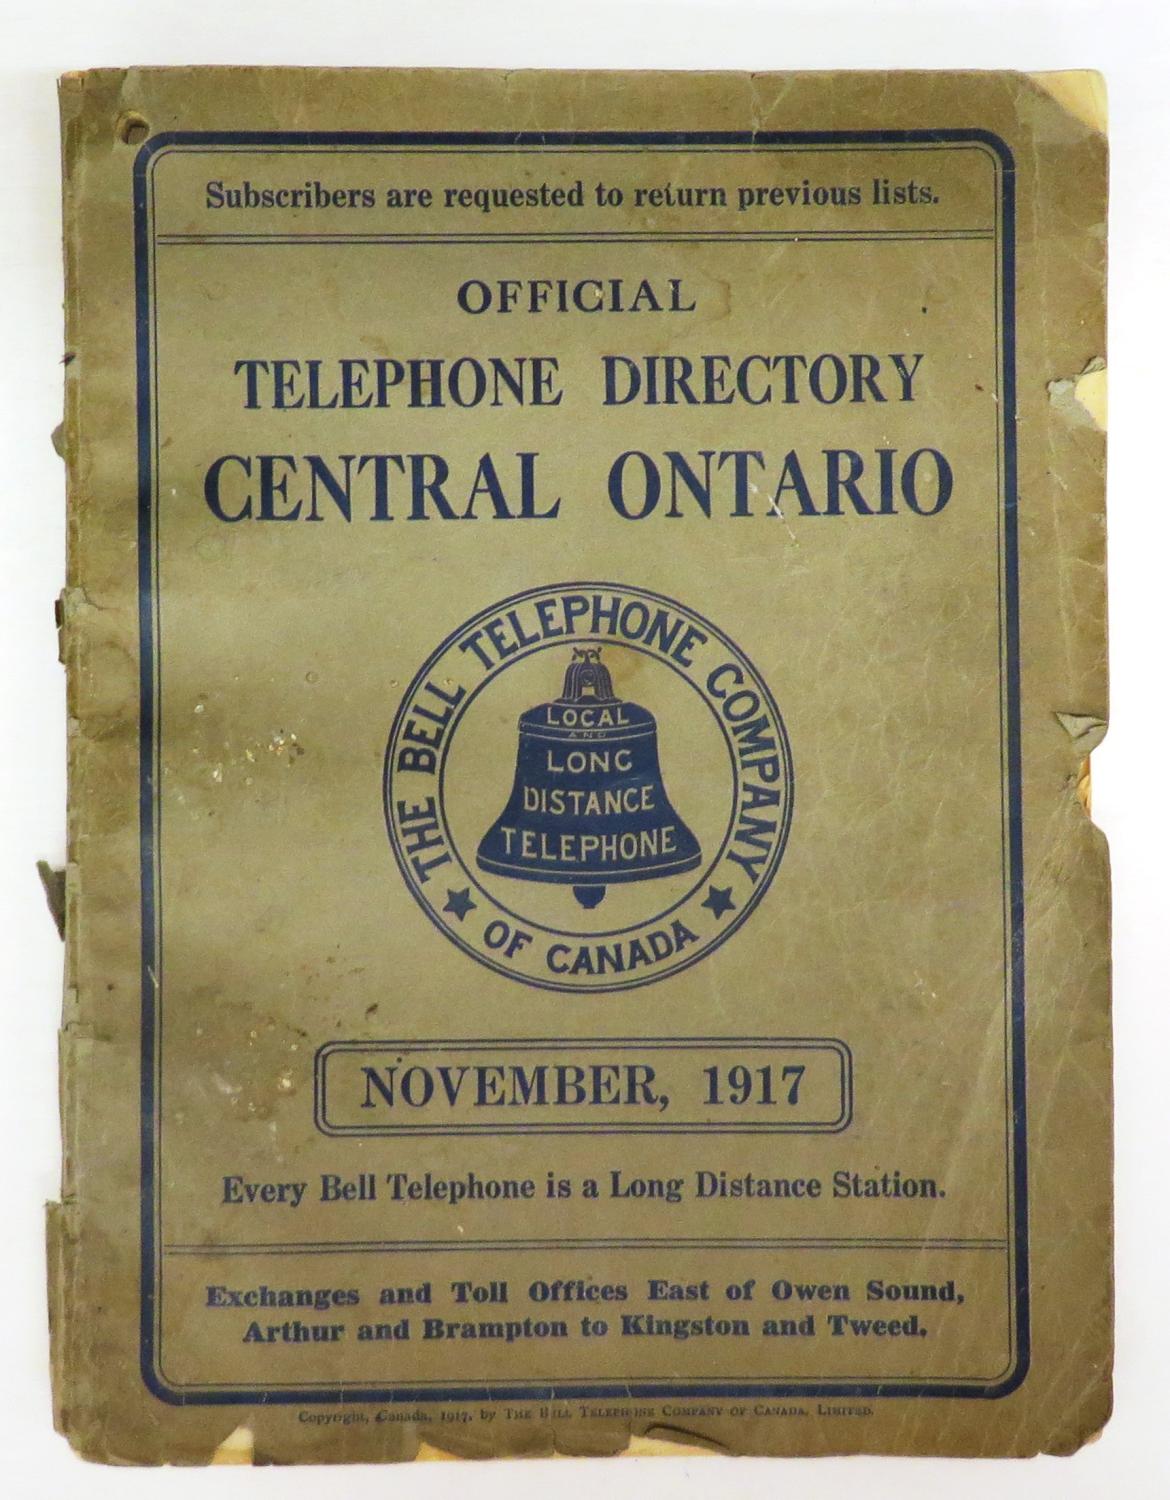 Subscribers are requested to return previous lists.
OFFICIAL
TELEPHONE DIRECTORY
CENTRAL ONTARIO
THE BELL TELEPHONE COMPANY
OF CANADA
LOCAL
AND
LONG
DISTANCE
TELEPHONE
NOVEMBER, 1917
Every Bell Telephone is a Long Distance Station.
Exchanges and Toll Offices East of Owen Sound,
Arthur and Brampton to Kingston and Tweed.
Copyright, Canada, 1917, by THE BELL TELEPHONE COMPANY OF CANADA, LIMITED.